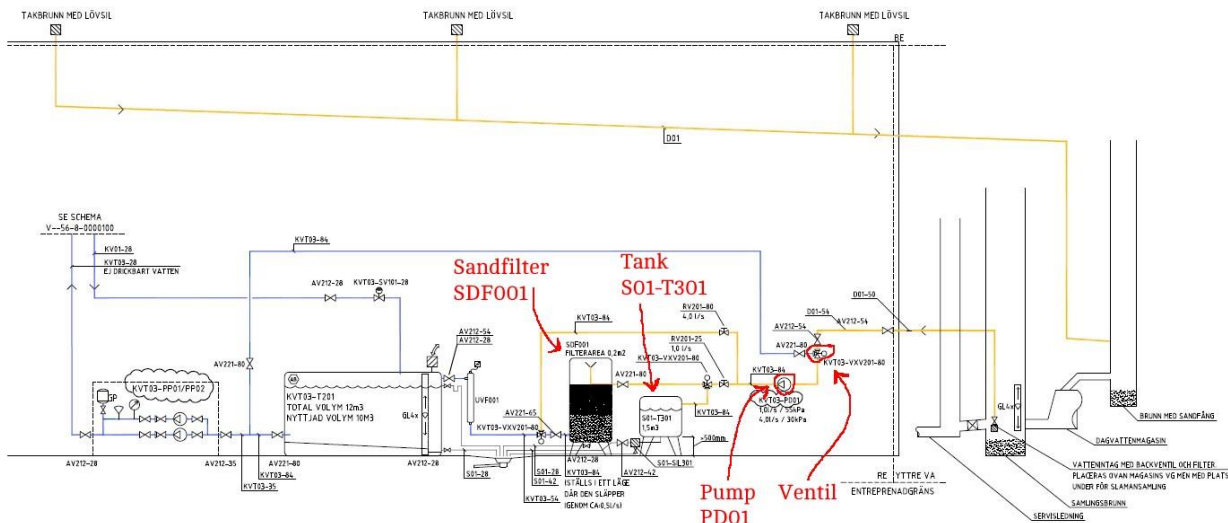 TAKBRUNN MED LÖVSIL
TAKBRUNN MED LÖVSIL
TAKBRUNN MED LÖVSIL
RE
D01
SE SCHEMA
V--56-8-0000100
KV01-28
KVT03-28
EJ DRICKBART VATTEN
KVT03-84
AV212-28
KVT03-SV101-28
Sandfilter
SDF001
Tank
S01-T301
KVT03-84
RV201-80
4,0 l/s
D01-50
D01-54
AV212-54
AV212-54
AV221-80
AV212-54
AV212-28
SDF001
FILTERAREA 0,2m2
RV201-25
1,0 l/s
KVT03-VXV201-80
KVT03-VXV201-80
AV221-80
AV221-80
KVT03-84
KVT03-PP01/PP02
GP
KVT03-T201
TOTAL VOLYM 12m3
NYTTJAD VOLYM 10M3
GL4x
UVF001
AV221-65
KVT03-VXV201-80
S01-T301
1,5m3
KVT03-84
KVT03-P001
1,0l/s / 55kPa
4,0l/s / 30kPa
GL4x
BRUNN MED SANDFÅNG
DAGVATTENMAGASIN
>500mm
AV212-28
AV212-35
AV221-80
KVT03-84
KVT03-35
AV212-28
S01-28
S01-28
S01-42
KVT03-54
AV212-28
KVT03-84
(STÄLLS I ETT LÄGE
DÄR DEN SLÄPPER
IGENOM CA:0,5l/s)
AV212-42
S01-SIL301
Pump
PD01
Ventil
RE
YTTRE VA
ENTREPRENADGRÄNS
VATTENINTAG MED BACKVENTIL OCH FILTER.
PLACERAS OVAN MAGASINS VG MEN MED PLATS
UNDER FÖR SLAMANSAMLING
SAMLINGSBRUNN
SERVISLEDNING